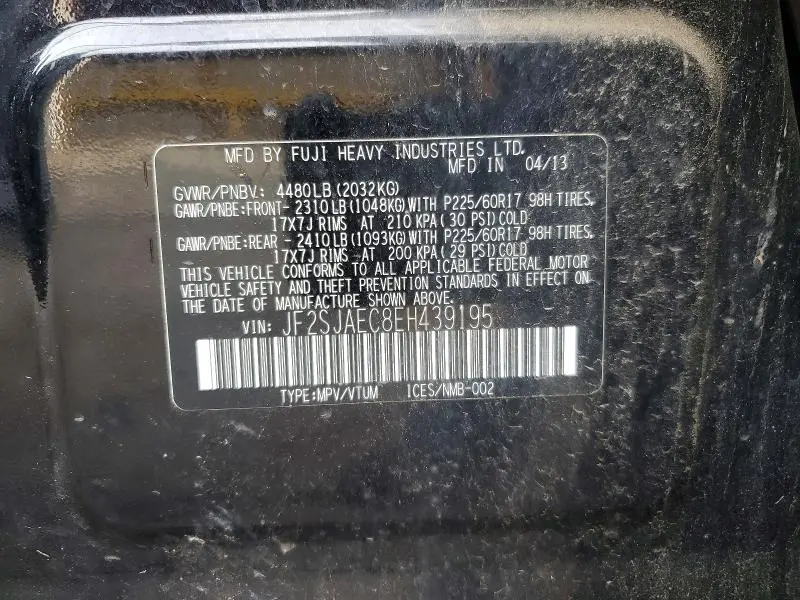 MFD BY FUJI HEAVY INDUSTRIES LTD.
MFD IN 04/13
GVWR/PNBV: 4480LB(2032KG)
GAWR/PNBE:FRONT- 2310LB(1048KG)WITH P225/60R17 98H TIRES,
17X7J RIMS AT 210 KPA(30 PSI)COLD
GAWR/PNBE:REAR - 2410LB(1093KG)WITH P225/60R17 98H TIRES,
17X7J RIMS AT 200 KPA(29 PSI)COLD
THIS VEHICLE CONFORMS TO ALL APPLICABLE FEDERAL MOTOR
VEHICLE SAFETY AND THEFT PREVENTION STANDARDS IN EFFECT ON
THE DATE OF MANUFACTURE SHOWN ABOVE.
VIN: JF2SJAEC8EH439195
TYPE:MPV/VTUM ICES/NMB-002